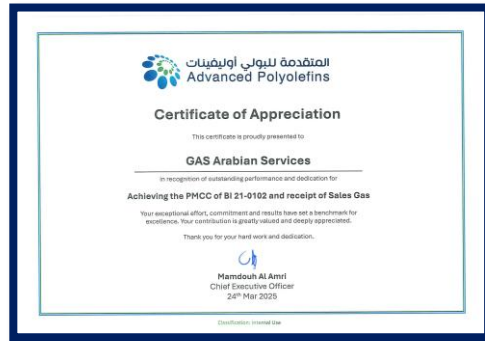 المتقدمة للبولي أوليفينات
Advanced Polyolefins
Certificate of Appreciation
This certificate is proudly presented to
GAS Arabian Services
in recognition of outstanding performance and dedication for
Achieving the PMCC of BI 21-0102 and receipt of Sales Gas
Your exceptional effort, commitment and results have set a benchmark for
excellence. Your contribution is greatly valued and deeply appreciated.
Thank you for your hard work and dedication.
Mamdouh Al Amri
Chief Executive Officer
24th Mar 2025
Classification: Internal Use